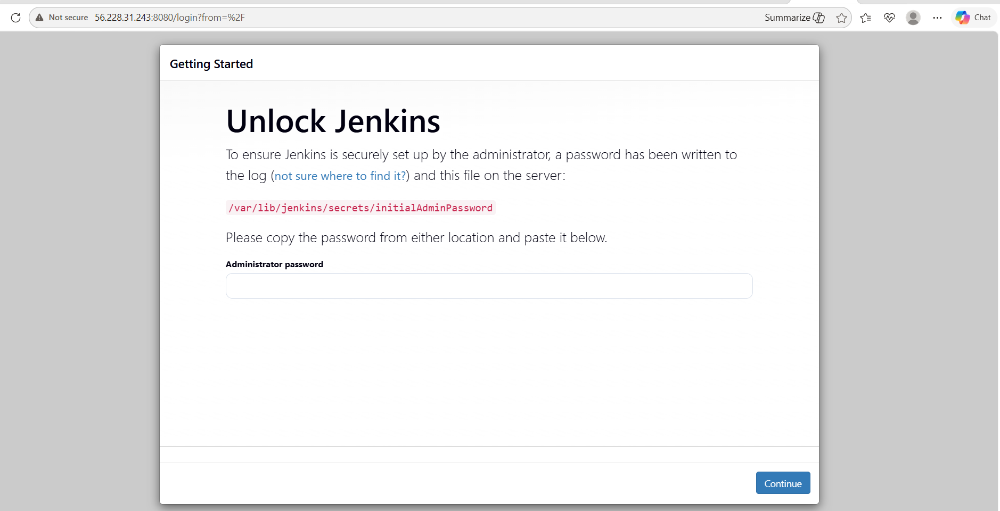 Not secure 56.228.31.243:8080/login?from=%2F Summarize Chat
Getting Started
Unlock Jenkins
To ensure Jenkins is securely set up by the administrator, a password has been written to
the log (not sure where to find it?) and this file on the server:
/var/lib/jenkins/secrets/initialAdminPassword
Please copy the password from either location and paste it below.
Administrator password
Continue